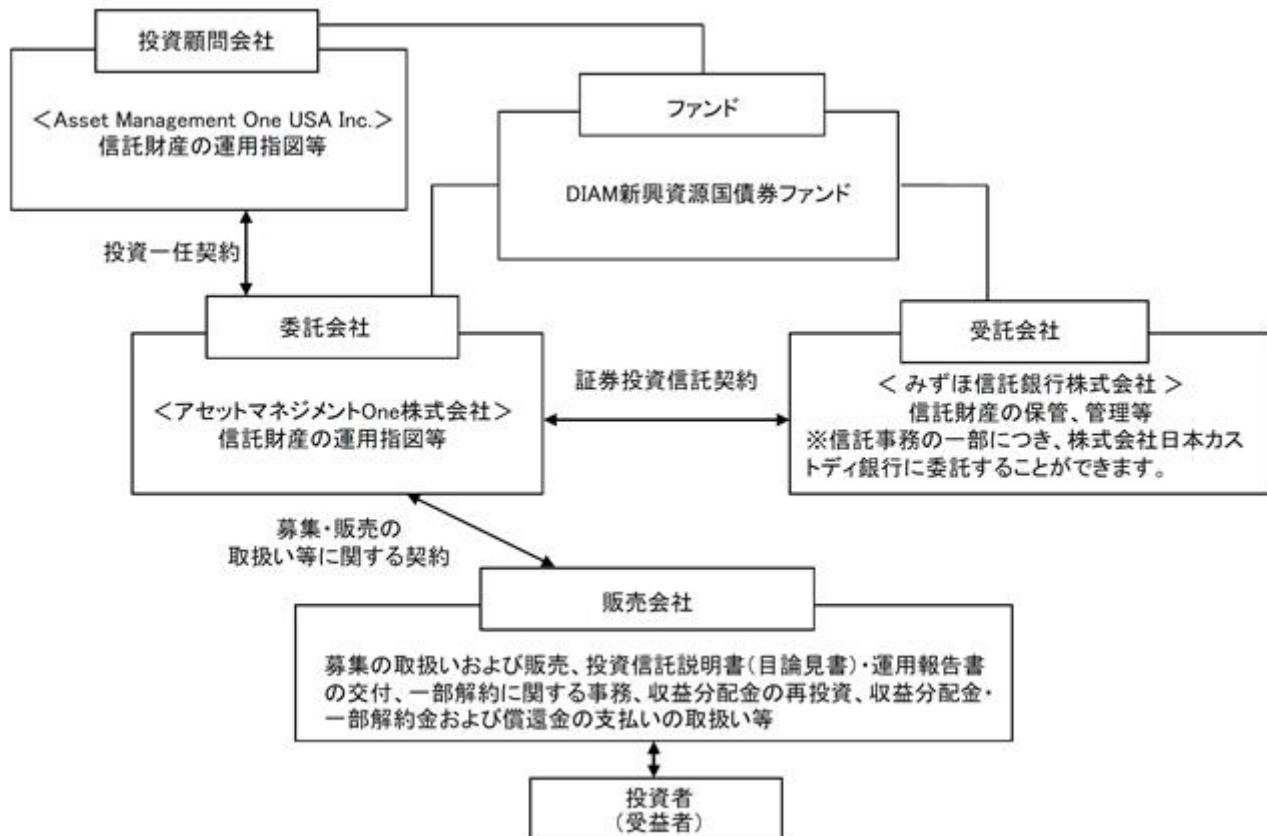 投資顧問会社
＜Asset Management One USA Inc.＞
信託財産の運用指図等
ファンド
DIAM新興資源国債券ファンド
投資一任契約
委託会社
＜アセットマネジメントOne株式会社＞
信託財産の運用指図等
証券投資信託契約
受託会社
＜ みずほ信託銀行株式会社 ＞
信託財産の保管、管理等
※信託事務の一部につき、株式会社日本カス
トディ銀行に委託することができます。
募集・販売の
取扱い等に関する契約
販売会社
募集の取扱いおよび販売、投資信託説明書（目論見書）・運用報告書
の交付、一部解約に関する事務、収益分配金の再投資、収益分配金・
一部解約金および償還金の支払いの取扱い等
投資者
（受益者）